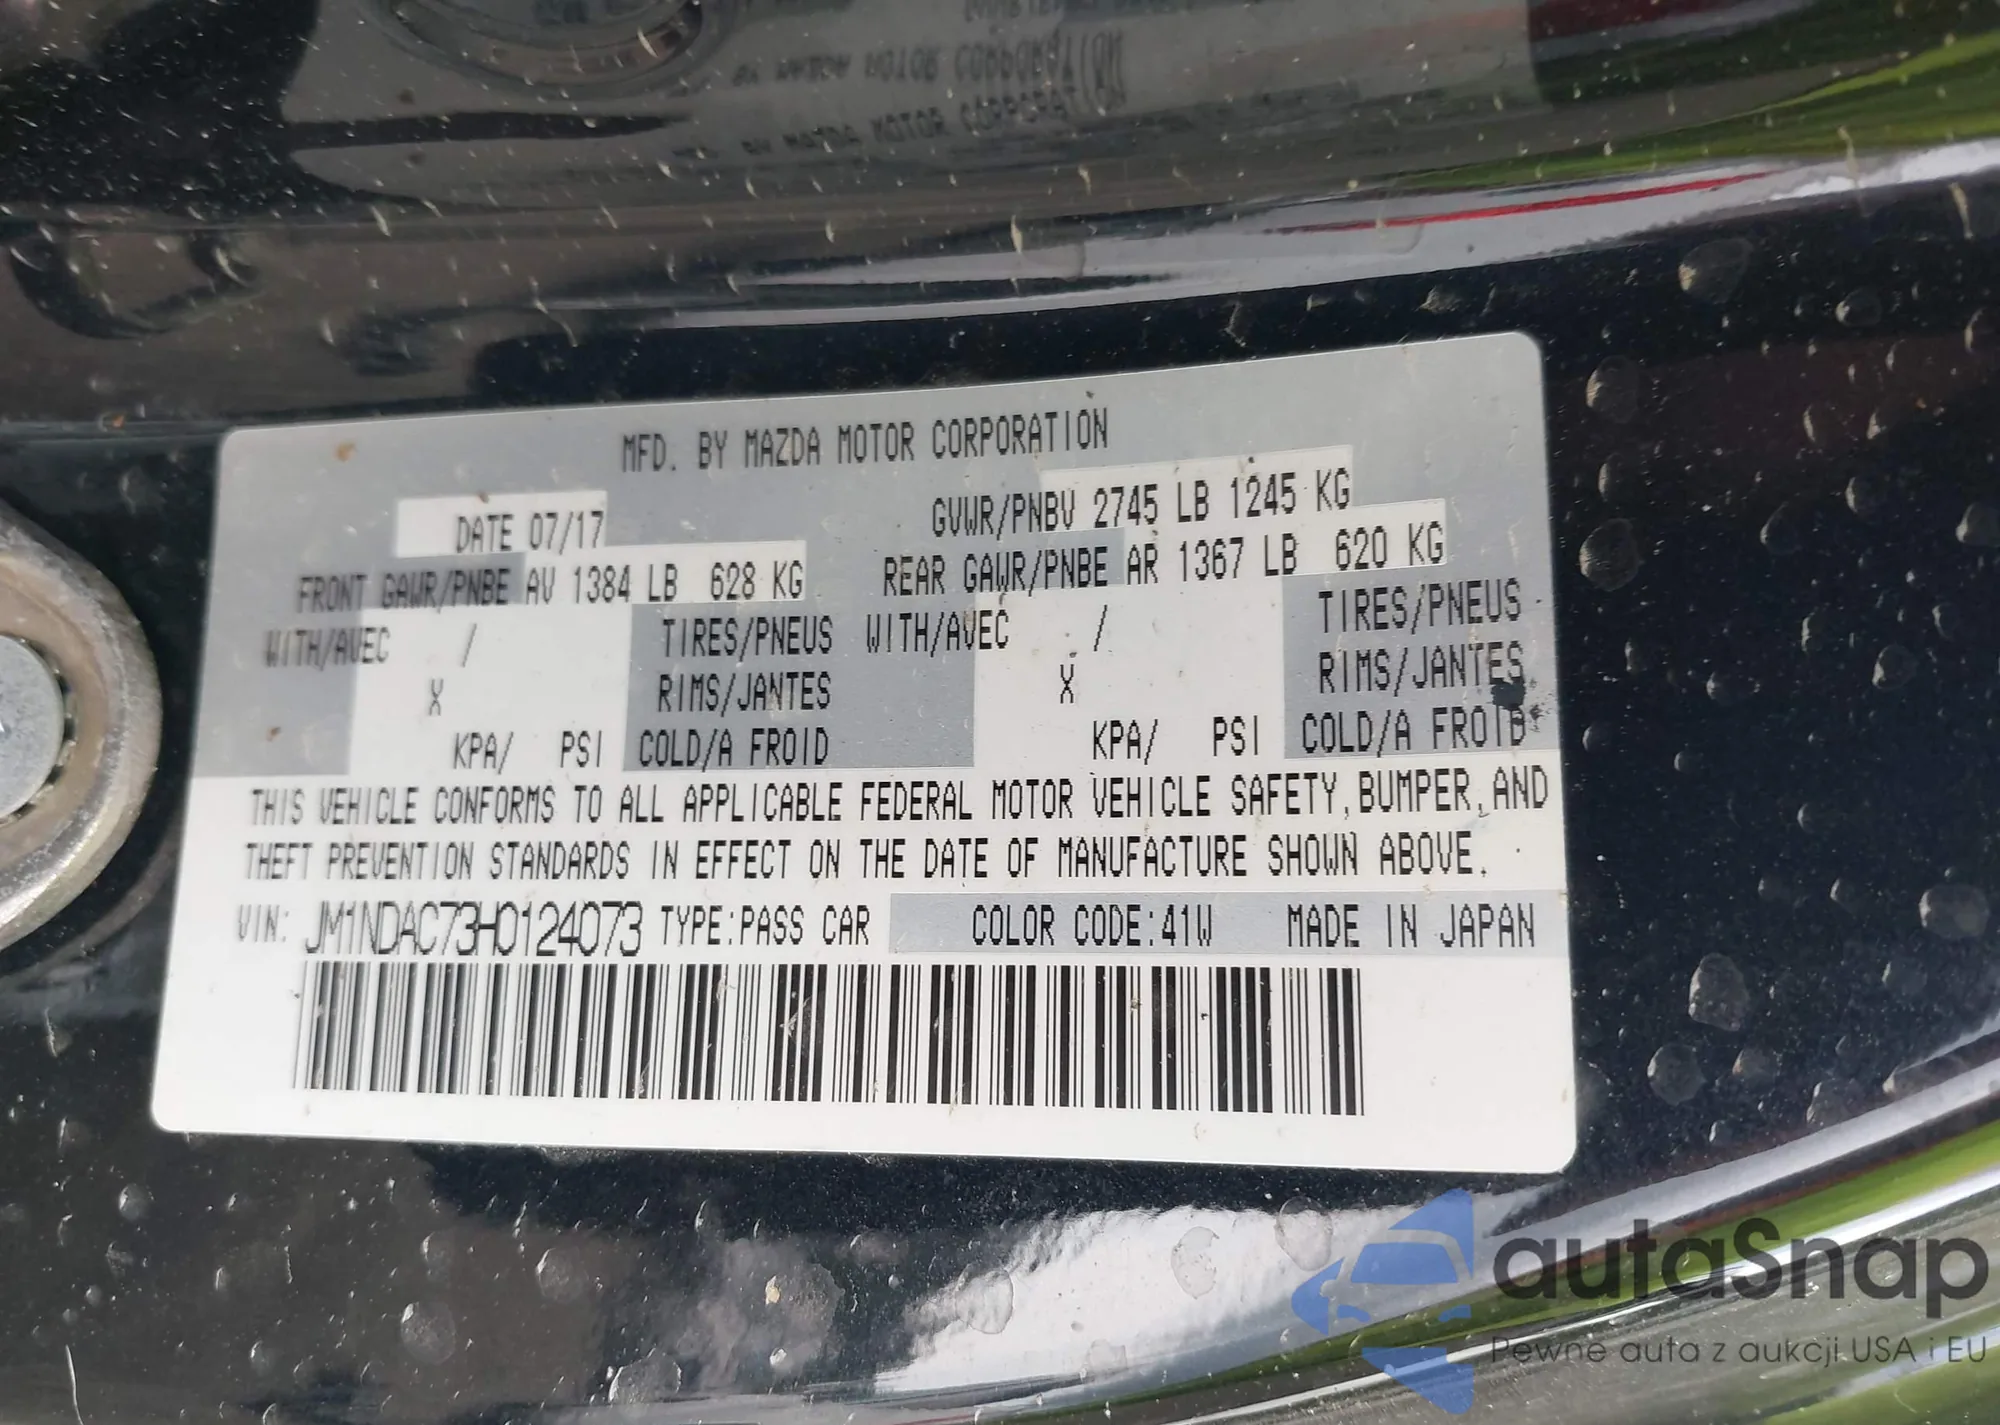 MFD. BY MAZDA MOTOR CORPORATION
DATE 07/17 GVWR/PNBV 2745 LB 1245 KG
FRONT GAWR/PNBE AV 1384 LB 628 KG REAR GAWR/PNBE AR 1367 LB 620 KG
WITH/AVEC / TIRES/PNEUS WITH/AVEC / TIRES/PNEUS
X RIMS/JANTES X RIMS/JANTES
KPA/ PSI COLD/A FROID KPA/ PSI COLD/A FROID
THIS VEHICLE CONFORMS TO ALL APPLICABLE FEDERAL MOTOR VEHICLE SAFETY, BUMPER, AND
THEFT PREVENTION STANDARDS IN EFFECT ON THE DATE OF MANUFACTURE SHOWN ABOVE.
VIN: JM1NDAC73H0124073 TYPE:PASS CAR COLOR CODE:41W MADE IN JAPAN
autaSnap
Pewne auta z aukcji USA i EU